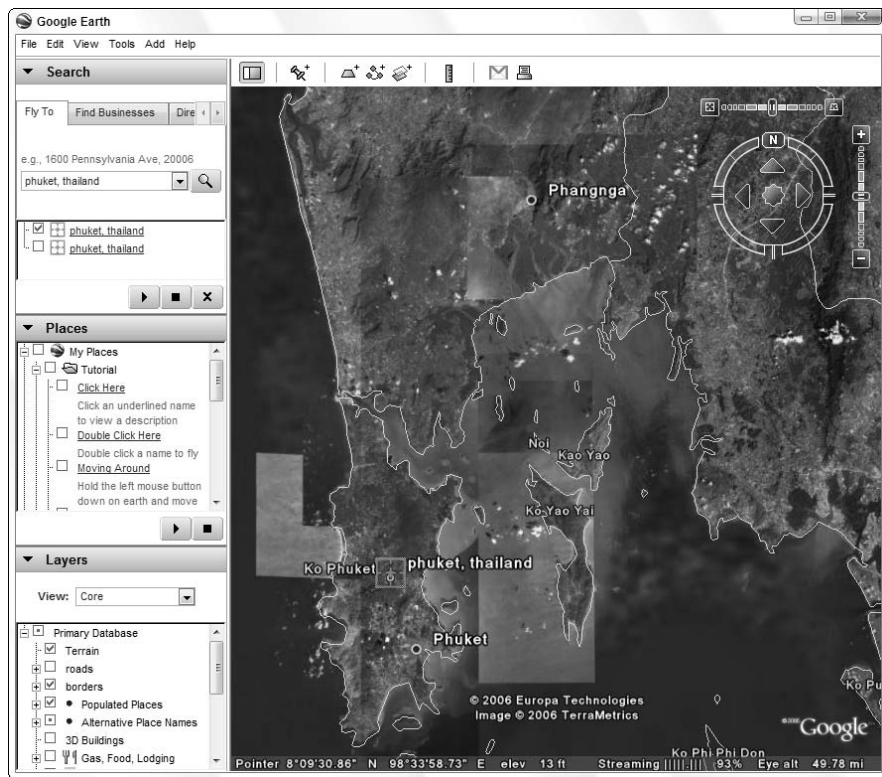 Google Earth
File Edit View Tools Add Help
Search
Fly To
Find Businesses
Dire
e.g., 1600 Pennsylvania Ave, 20006
phuket, thailand
phuket, thailand
phuket, thailand
Places
My Places
Tutorial
Click Here
Click an underlined name
to view a description
Double Click Here
Double click a name to fly
Moving Around
Hold the left mouse button
down on earth and move
Layers
View: Core
Primary Database
Terrain
roads
borders
Populated Places
Alternative Place Names
3D Buildings
Gas, Food, Lodging
N
Phangnga
Noi
Kao Yao
Ko Yao Yai
Ko Phuket
phuket, thailand
Phuket
© 2006 Europa Technologies
Image © 2006 TerraMetrics
Ko Pu
Google
Ko Phi Phi Don
Pointer 8°09'30.86" N 98°33'58.73" E elev 13 ft Streaming 93% Eye alt 49.78 mi